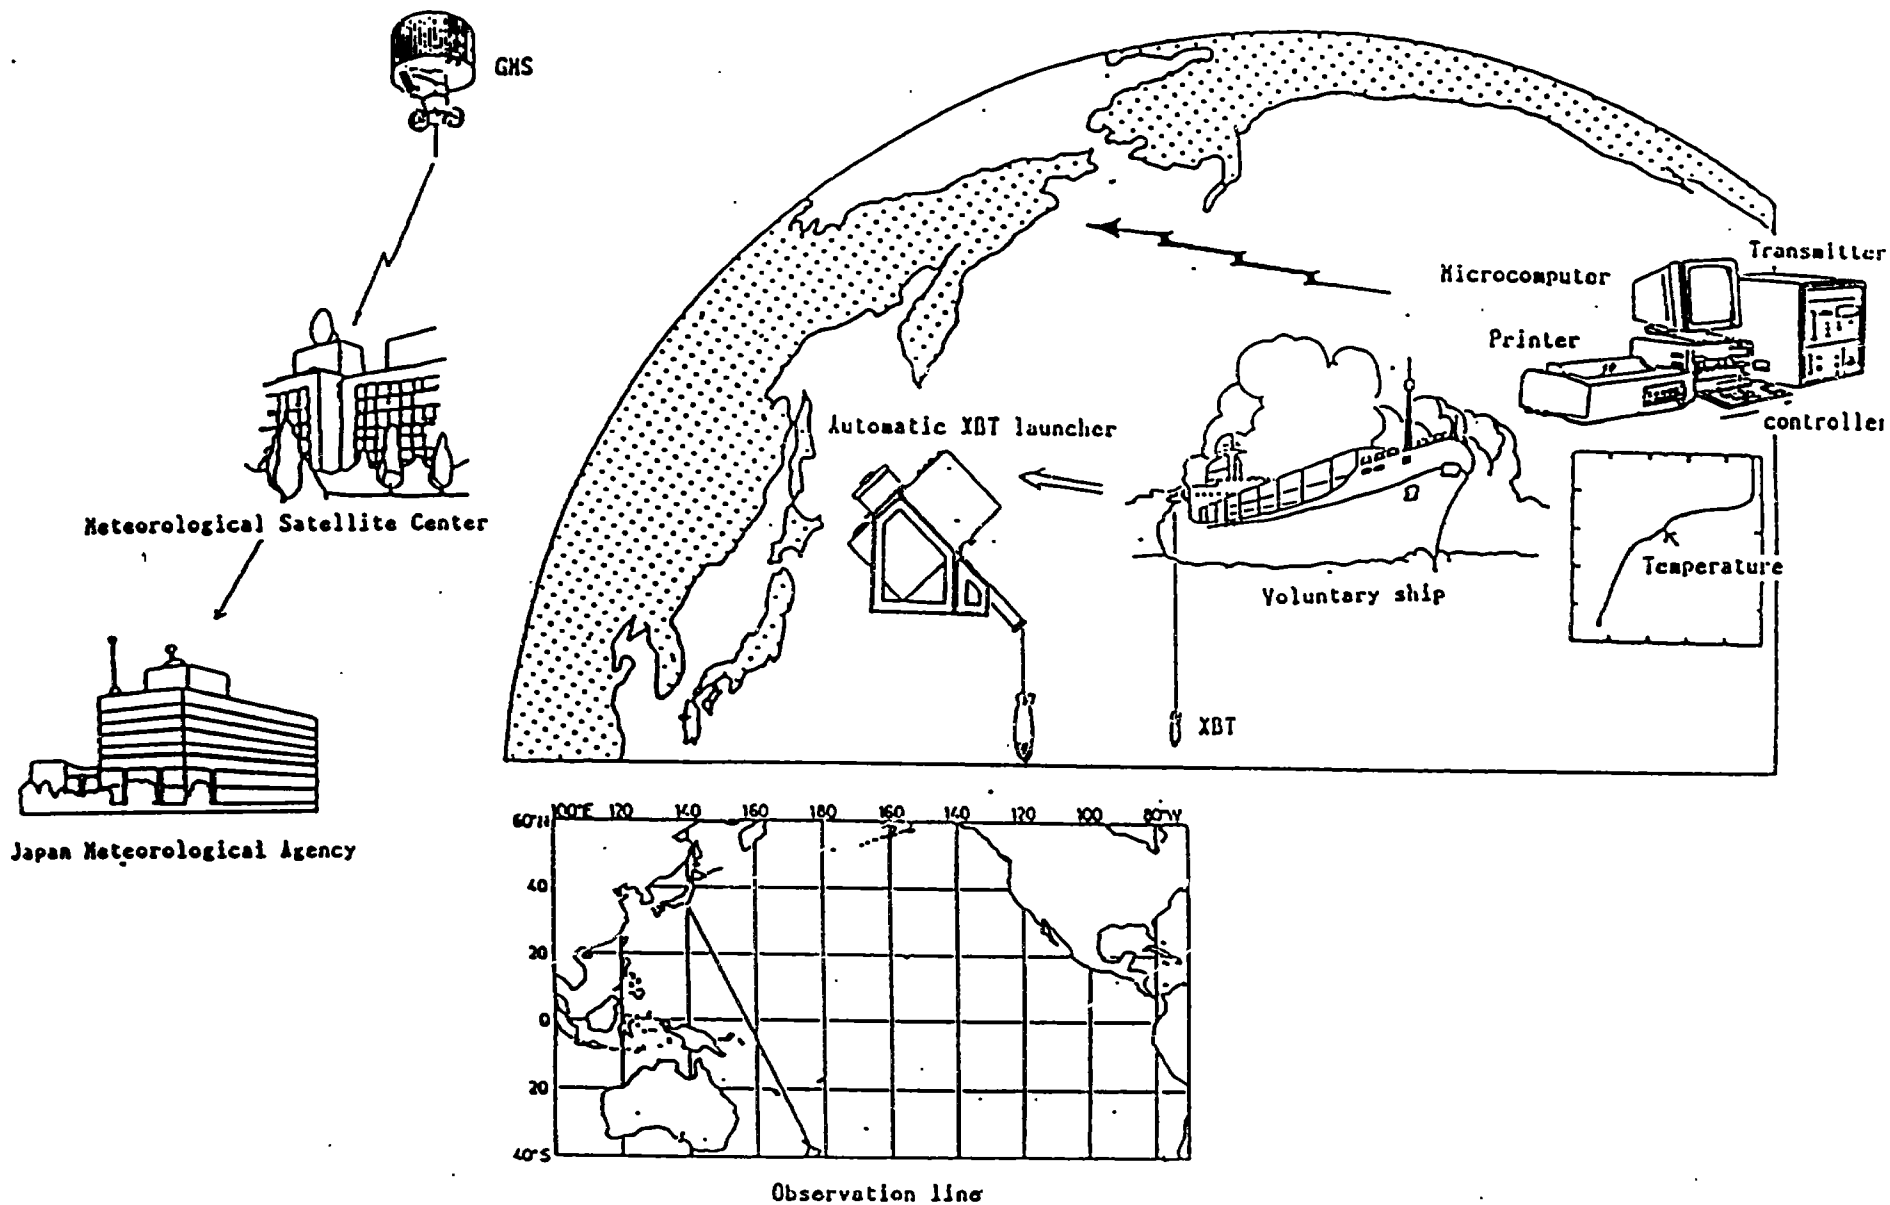 GMS
Transmitter
Microcomputer
Printer
controller
Automatic XBT launcher
Meteorological Satellite Center
Temperature
Voluntary ship
XBT
Japan Meteorological Agency
100°E 120 140 160 180 160 140 120 100 80°W
60°N
40
20
0
20
40°S
Observation line